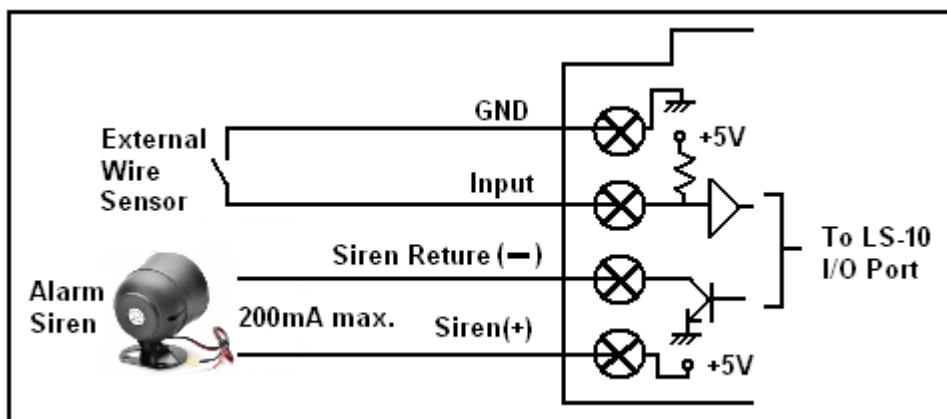 GND
+5V
External
Wire
Sensor
Input
To LS-10
I/O Port
Siren Reture (−)
Alarm
Siren
200mA max.
Siren(+)
+5V